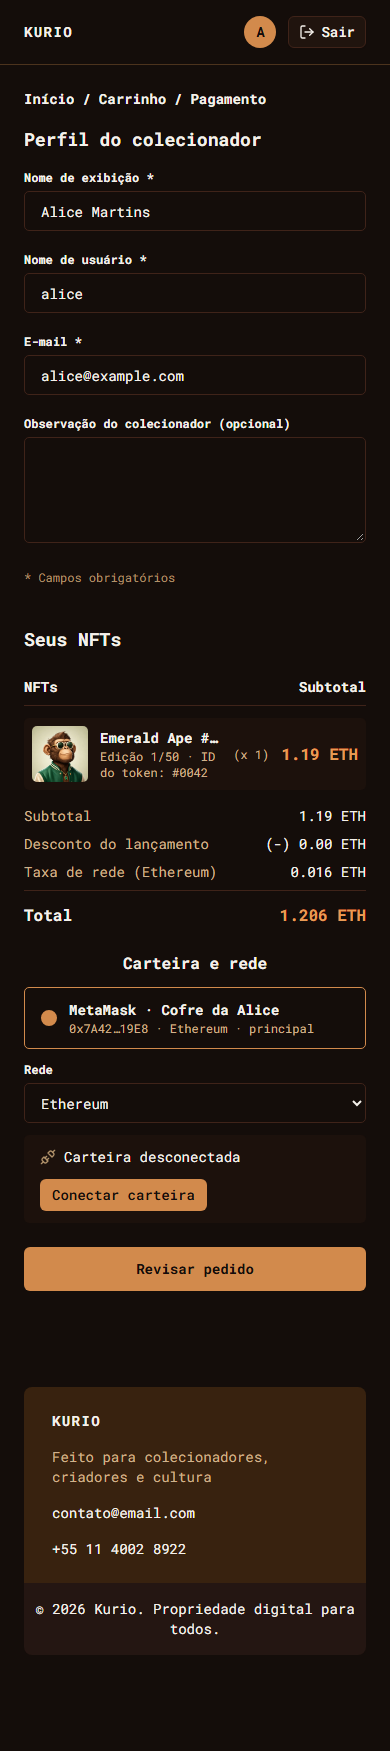 KURIO
A
Sair
Início / Carrinho / Pagamento
Perfil do colecionador
Nome de exibição *
Alice Martins
Nome de usuário *
alice
E-mail *
alice@example.com
Observação do colecionador (opcional)
* Campos obrigatórios
Seus NFTs
NFTs Subtotal
Emerald Ape #…
Edição 1/50 · ID
do token: #0042
(x 1) 1.19 ETH
Subtotal 1.19 ETH
Desconto do lançamento (-) 0.00 ETH
Taxa de rede (Ethereum) 0.016 ETH
Total 1.206 ETH
Carteira e rede
MetaMask · Cofre da Alice
0x7A42…19E8 · Ethereum · principal
Rede
Ethereum
Carteira desconectada
Conectar carteira
Revisar pedido
KURIO
Feito para colecionadores,
criadores e cultura
contato@email.com
+55 11 4002 8922
© 2026 Kurio. Propriedade digital para
todos.